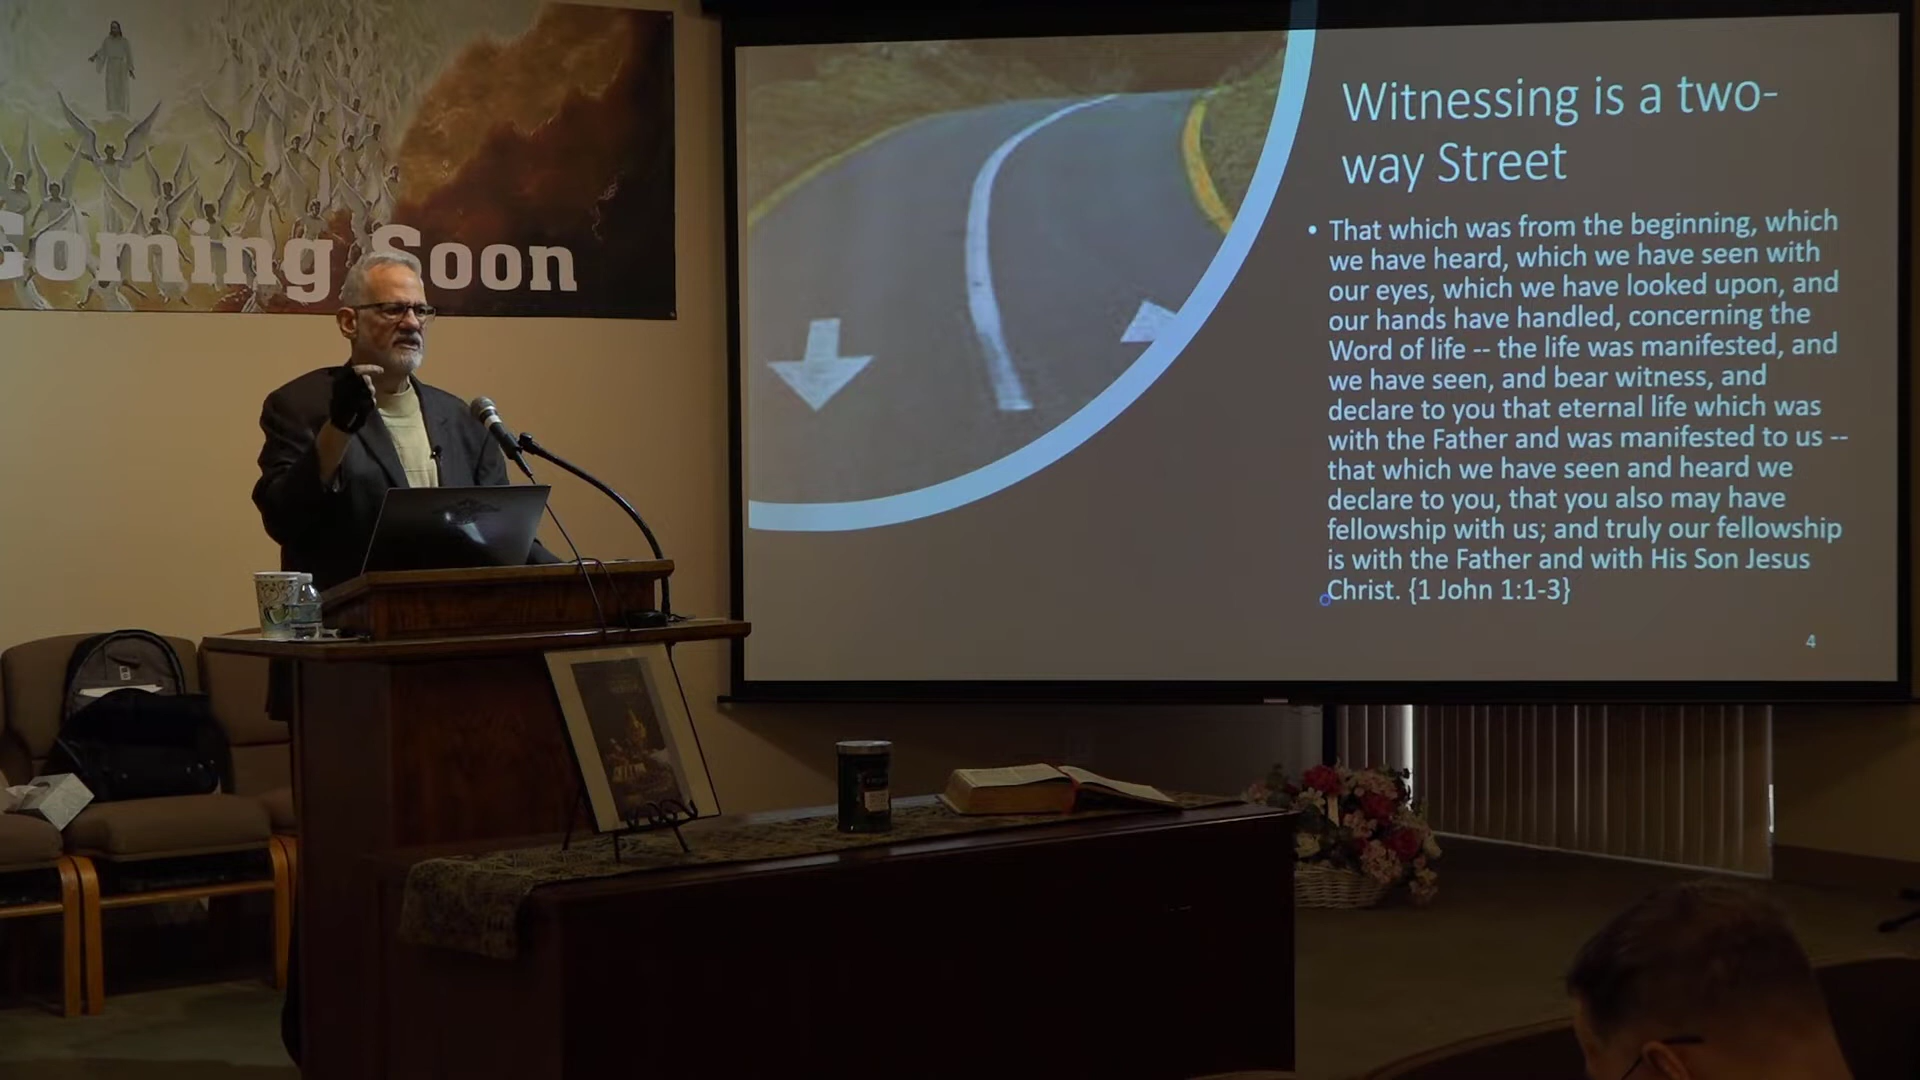 Coming Soon
Witnessing is a two-
way Street
• That which was from the beginning, which
we have heard, which we have seen with
our eyes, which we have looked upon, and
our hands have handled, concerning the
Word of life -- the life was manifested, and
we have seen, and bear witness, and
declare to you that eternal life which was
with the Father and was manifested to us --
that which we have seen and heard we
declare to you, that you also may have
fellowship with us; and truly our fellowship
is with the Father and with His Son Jesus
Christ. {1 John 1:1-3}
4